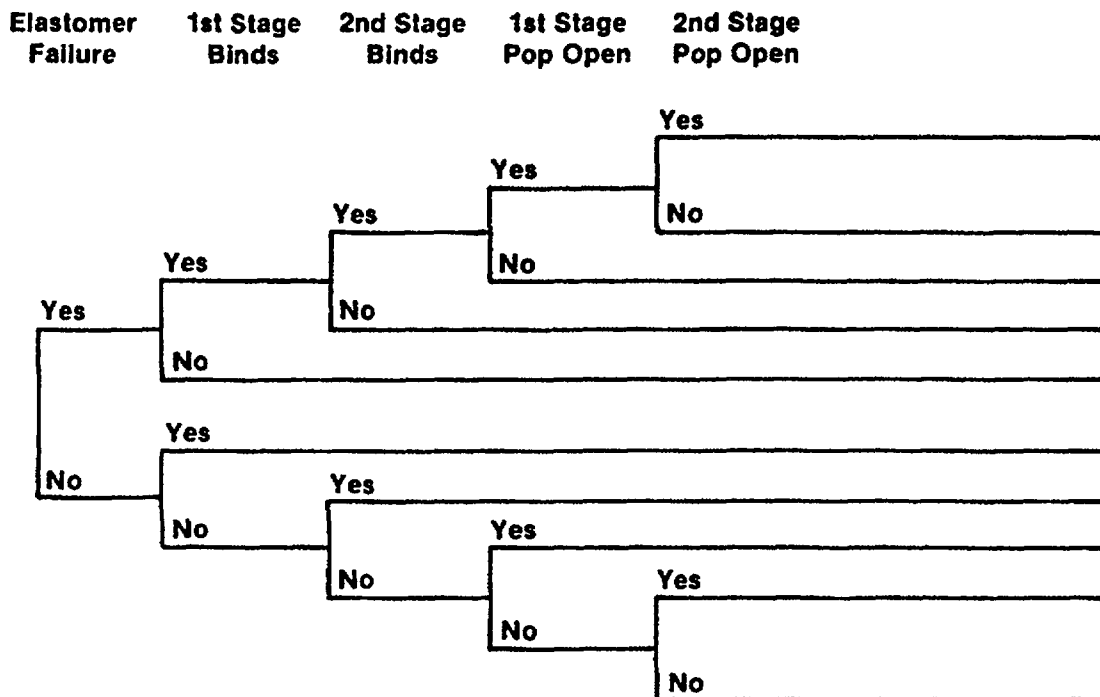 Elastomer Failure
1st Stage Binds
2nd Stage Binds
1st Stage Pop Open
2nd Stage Pop Open
Yes
Yes
No
Yes
No
Yes
No
Yes
No
Yes
No
Yes
No
Yes
No
Yes
No
Yes
No